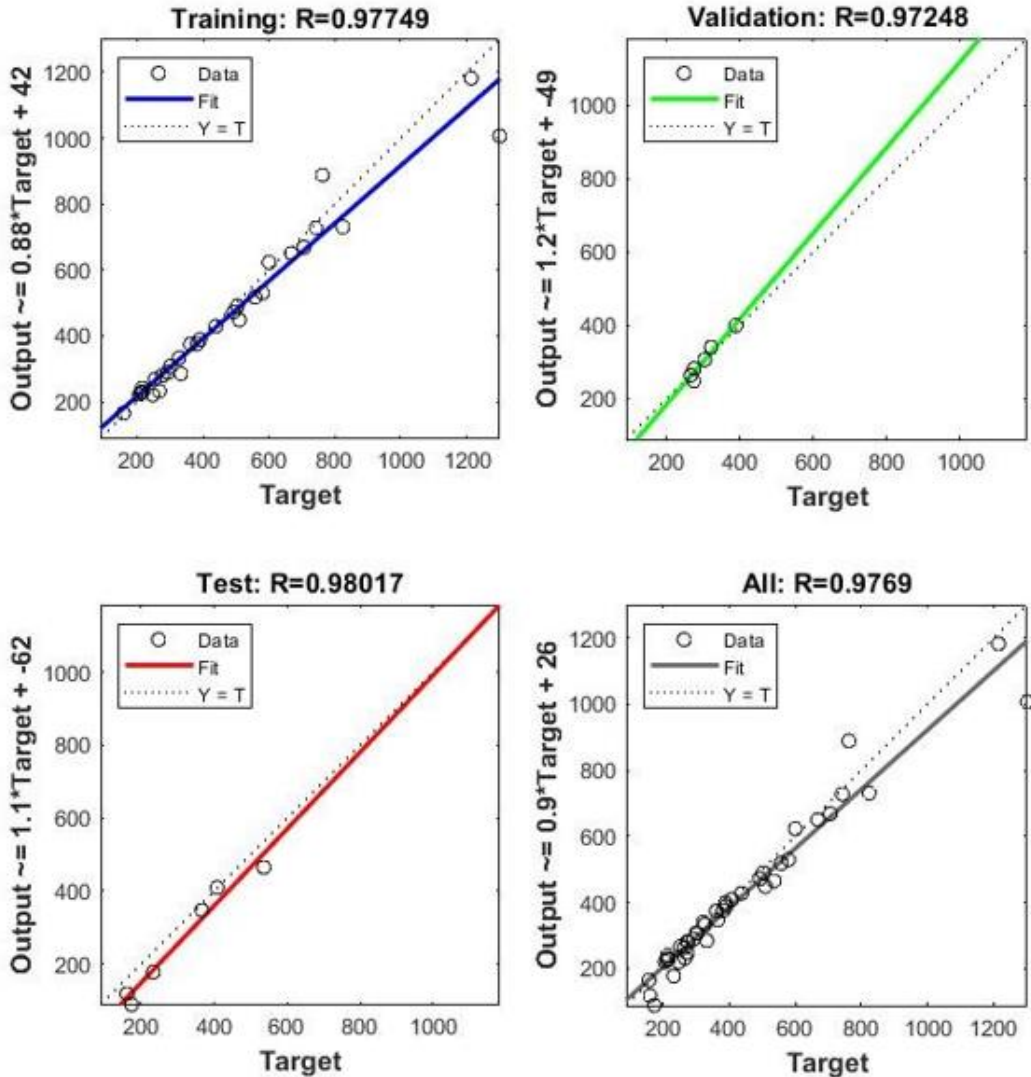 Training: R=0.97749
Output ~= 0.88*Target + 42
Data
Fit
Y = T
1200
1000
800
600
400
200
200 400 600 800 1000 1200
Target
Validation: R=0.97248
Output ~= 1.2*Target + -49
Data
Fit
Y = T
1000
800
600
400
200
200 400 600 800 1000
Target
Test: R=0.98017
Output ~= 1.1*Target + -62
Data
Fit
Y = T
1000
800
600
400
200
200 400 600 800 1000
Target
All: R=0.9769
Output ~= 0.9*Target + 26
Data
Fit
Y = T
1200
1000
800
600
400
200
200 400 600 800 1000 1200
Target